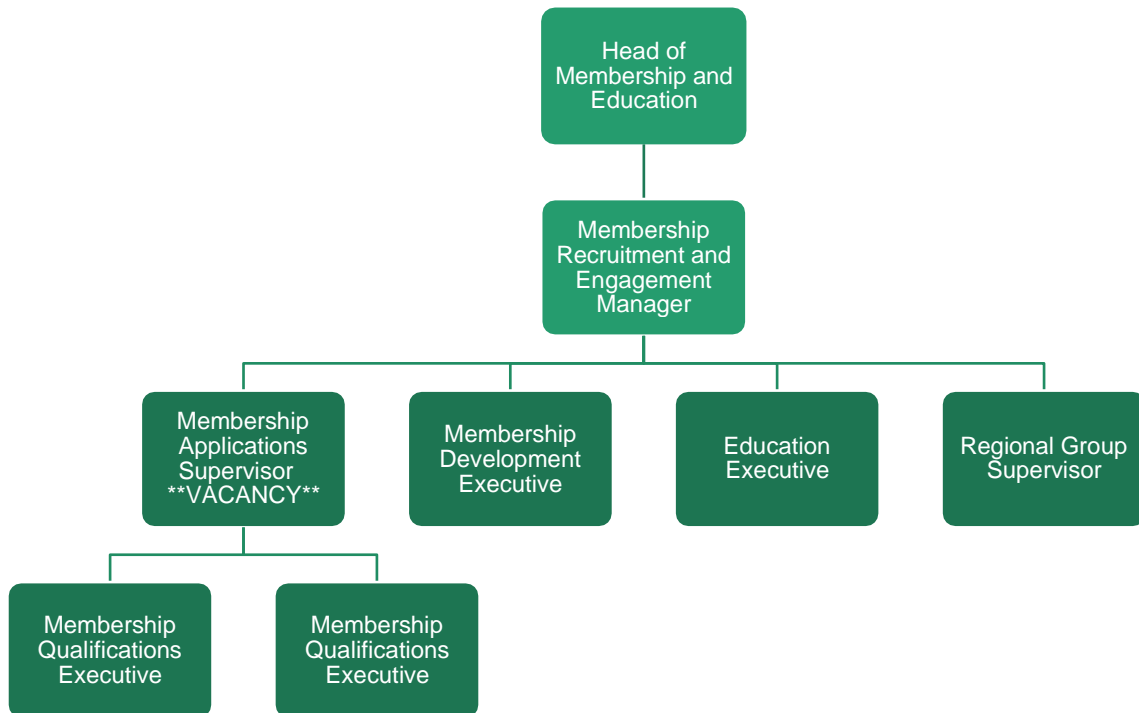 Head of
Membership and
Education
Membership
Recruitment and
Engagement
Manager
Membership
Applications
Supervisor
**VACANCY**
Membership
Development
Executive
Education
Executive
Regional Group
Supervisor
Membership
Qualifications
Executive
Membership
Qualifications
Executive